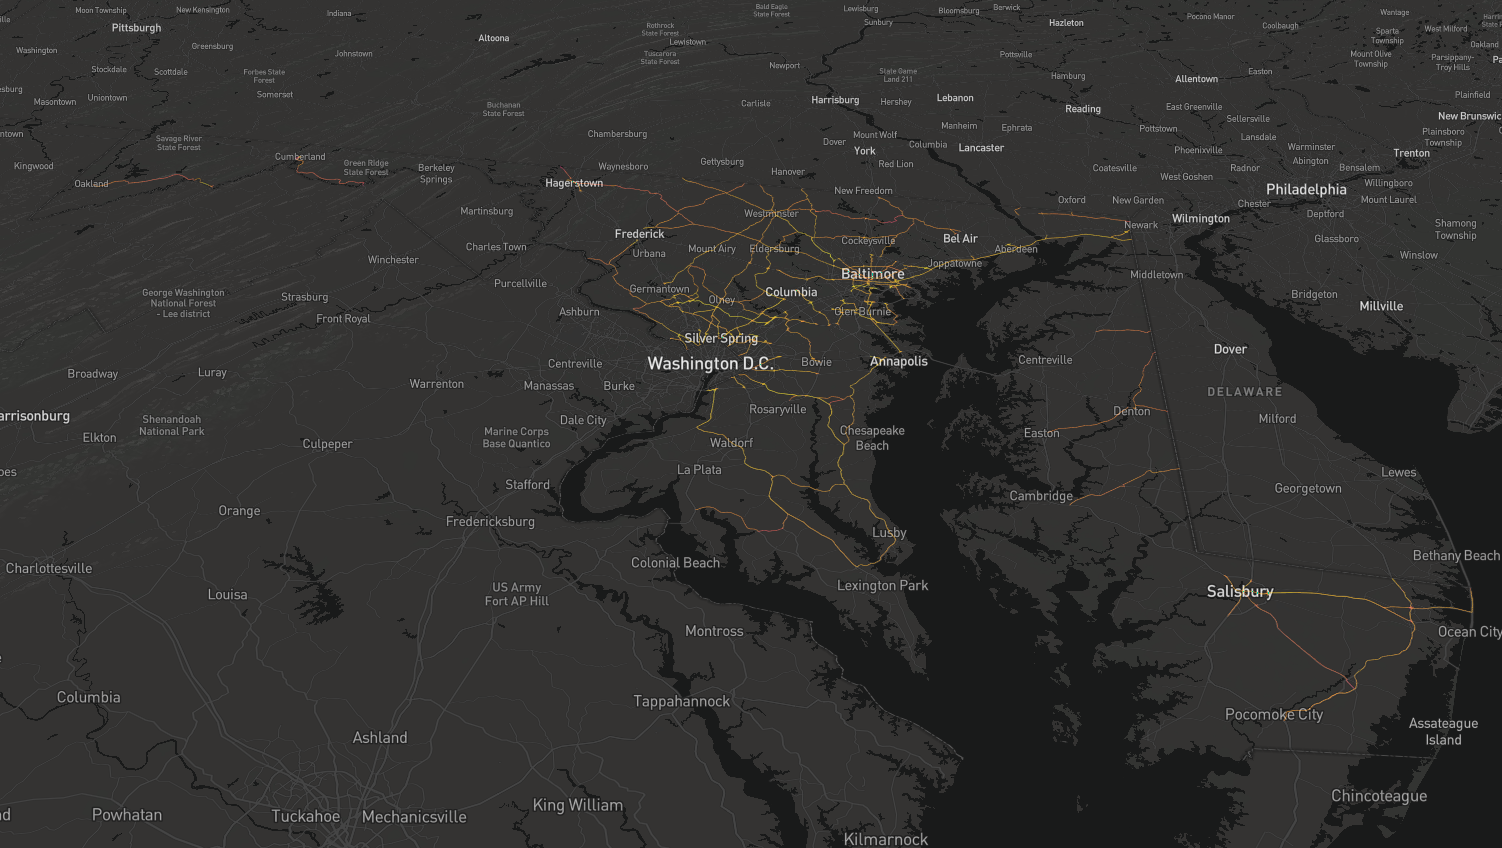 Moon Township
New Kensington
Indiana
Bald Eagle
State Forest
Lewisburg
Bloomsburg
Berwick
Pittsburgh
Altoona
Rothrock
State Forest
Sunbury
Hazleton
Pocono Manor
Coolbaugh
Wantage
Sparta
Township
West Milford
Oakland
Washington
Greensburg
Johnstown
Lewistown
Tuscarora
State Forest
Newport
Pottsville
Mount Olive
Township
Parsippany-
Troy Hills
Stockdale
Scottdale
Forbes State
Forest
State Game
Land 211
Hamburg
Allentown
Easton
Masontown
Uniontown
Somerset
Buchanan
State Forest
Carlisle
Harrisburg
Hershey
Lebanon
Reading
East Greenville
Sellersville
Plainfield
New Brunswic
Savage River
State Forest
Chambersburg
Dover
Mount Wolf
Columbia
Manheim
Ephrata
Pottstown
Lansdale
Plainsboro
Township
Kingwood
Cumberland
Green Ridge
State Forest
Berkeley
Springs
Waynesboro
Gettysburg
Hanover
York
Red Lion
Lancaster
Coatesville
Phoenixville
West Goshen
Radnor
Warminster
Abington
Bensalem
Trenton
Oakland
Hagerstown
New Freedom
Oxford
New Garden
Philadelphia
Chester
Willingboro
Mount Laurel
Martinsburg
Westminster
Wilmington
Deptford
Shamong
Township
Charles Town
Frederick
Urbana
Mount Airy
Eldersburg
Cockeysville
Bel Air
Aberdeen
Newark
Glassboro
Winchester
Purcellville
Germantown
Baltimore
Joppatowne
Middletown
Winslow
George Washington
National Forest
- Lee district
Strasburg
Front Royal
Ashburn
Olney
Columbia
Glen Burnie
Bridgeton
Millville
Silver Spring
Washington D.C.
Bowie
Annapolis
Centreville
Dover
Broadway
Luray
Warrenton
Centreville
Manassas
Burke
DELAWARE
arrisonburg
Elkton
Shenandoah
National Park
Culpeper
Marine Corps
Base Quantico
Dale City
Rosaryville
Waldorf
Chesapeake
Beach
Easton
Denton
Milford
La Plata
Stafford
Cambridge
Georgetown
Lewes
Orange
Fredericksburg
Lusby
Charlottesville
Louisa
US Army
Fort AP Hill
Colonial Beach
Lexington Park
Salisbury
Bethany Beach
Montross
Ocean City
Columbia
Tappahannock
Pocomoke City
Assateague
Island
Ashland
Powhatan
Tuckahoe
Mechanicsville
King William
Kilmarnock
Chincoteague